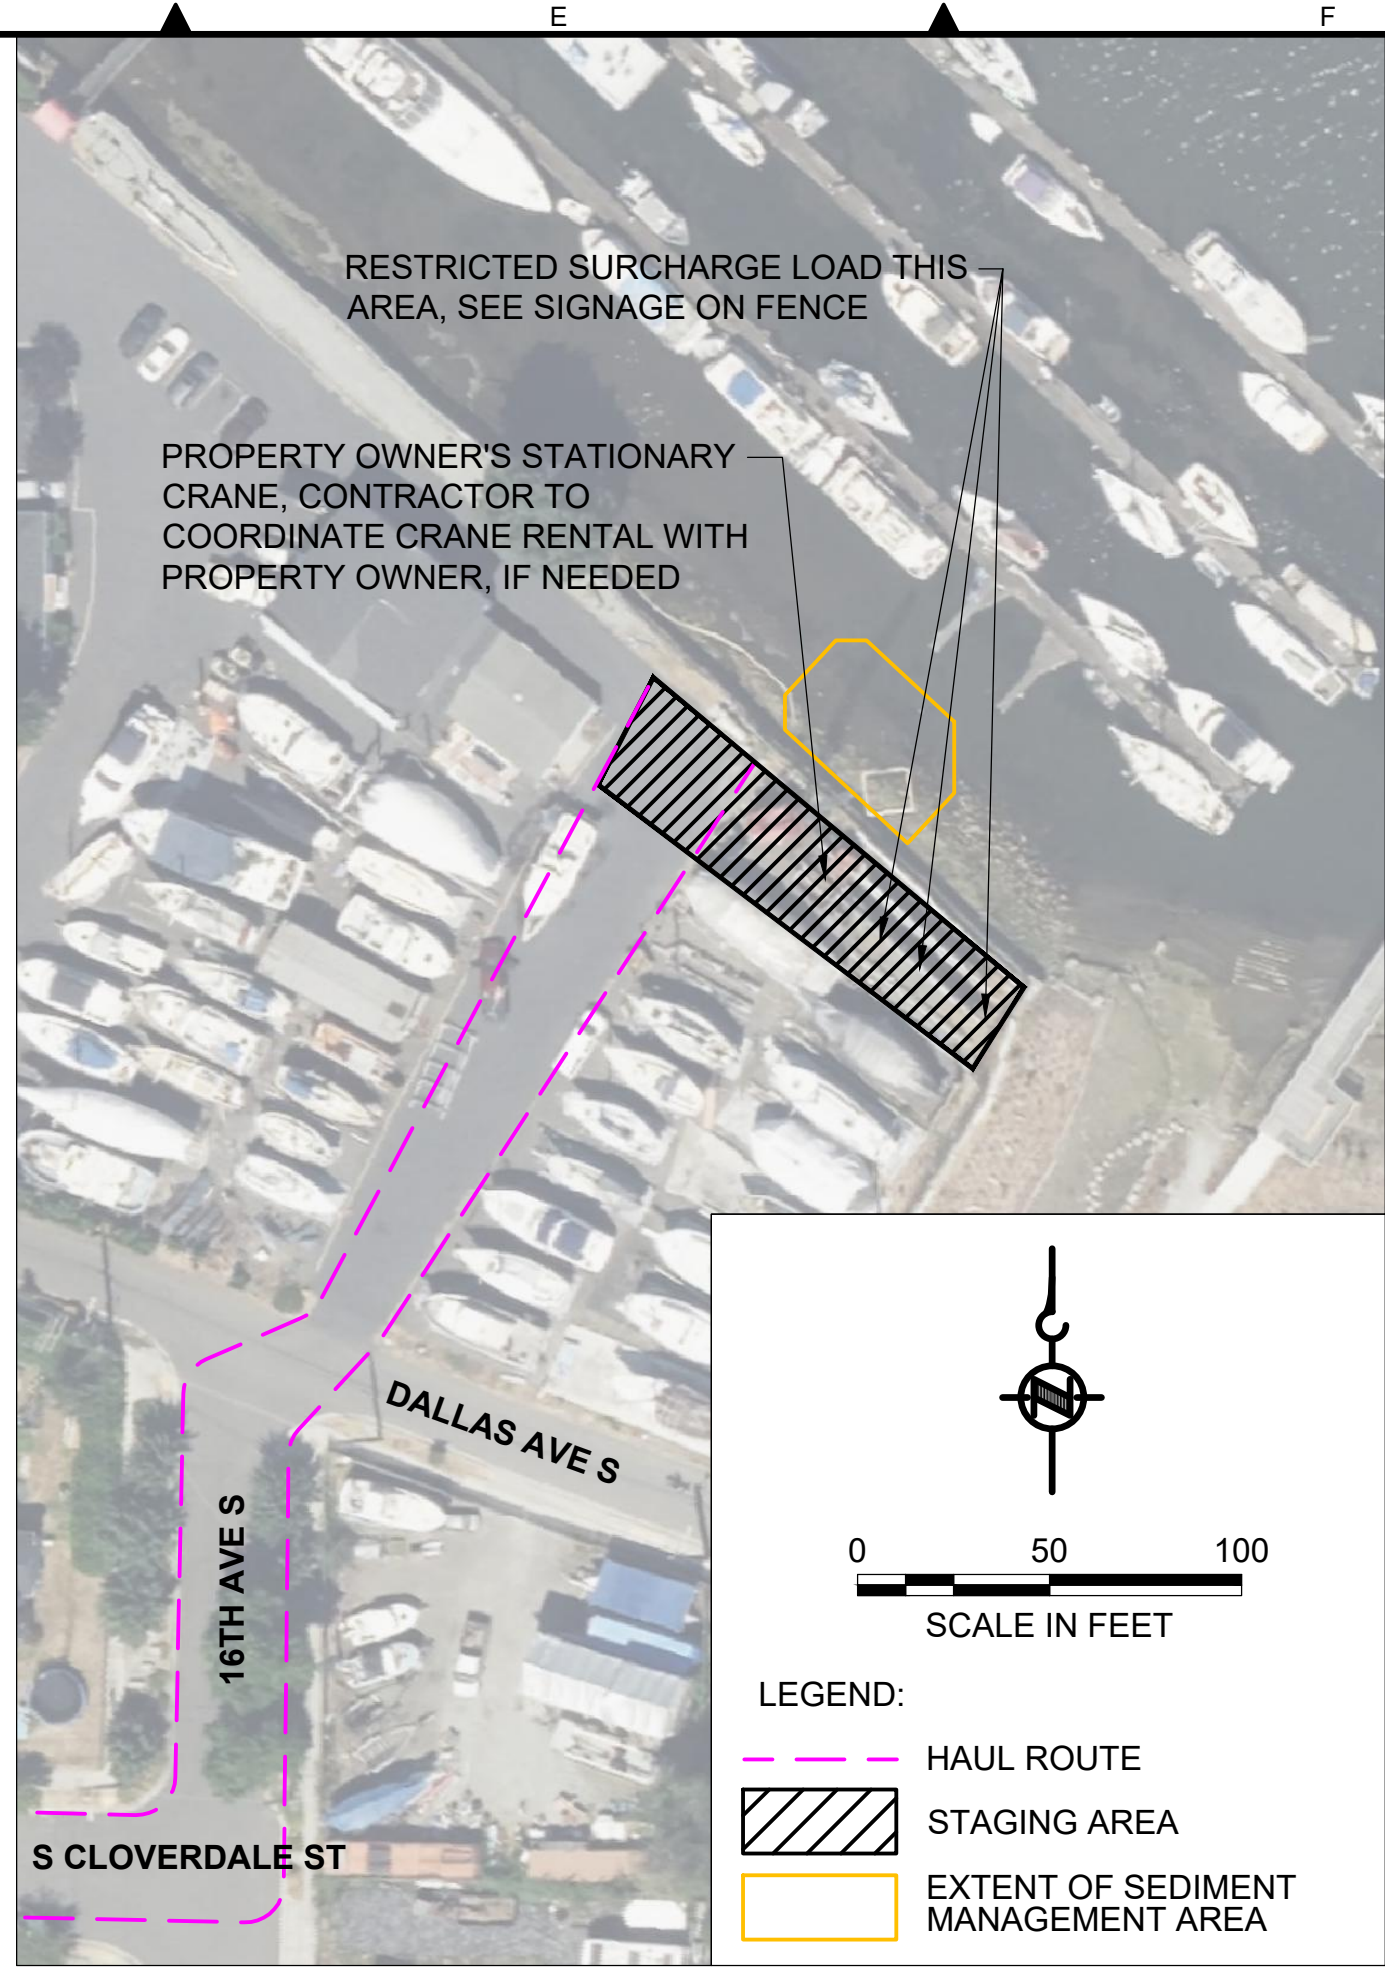 E
F
RESTRICTED SURCHARGE LOAD THIS
AREA, SEE SIGNAGE ON FENCE
PROPERTY OWNER'S STATIONARY
CRANE, CONTRACTOR TO
COORDINATE CRANE RENTAL WITH
PROPERTY OWNER, IF NEEDED
DALLAS AVE S
16TH AVE S
S CLOVERDALE ST
N
0 50 100
SCALE IN FEET
LEGEND:
HAUL ROUTE
STAGING AREA
EXTENT OF SEDIMENT
MANAGEMENT AREA